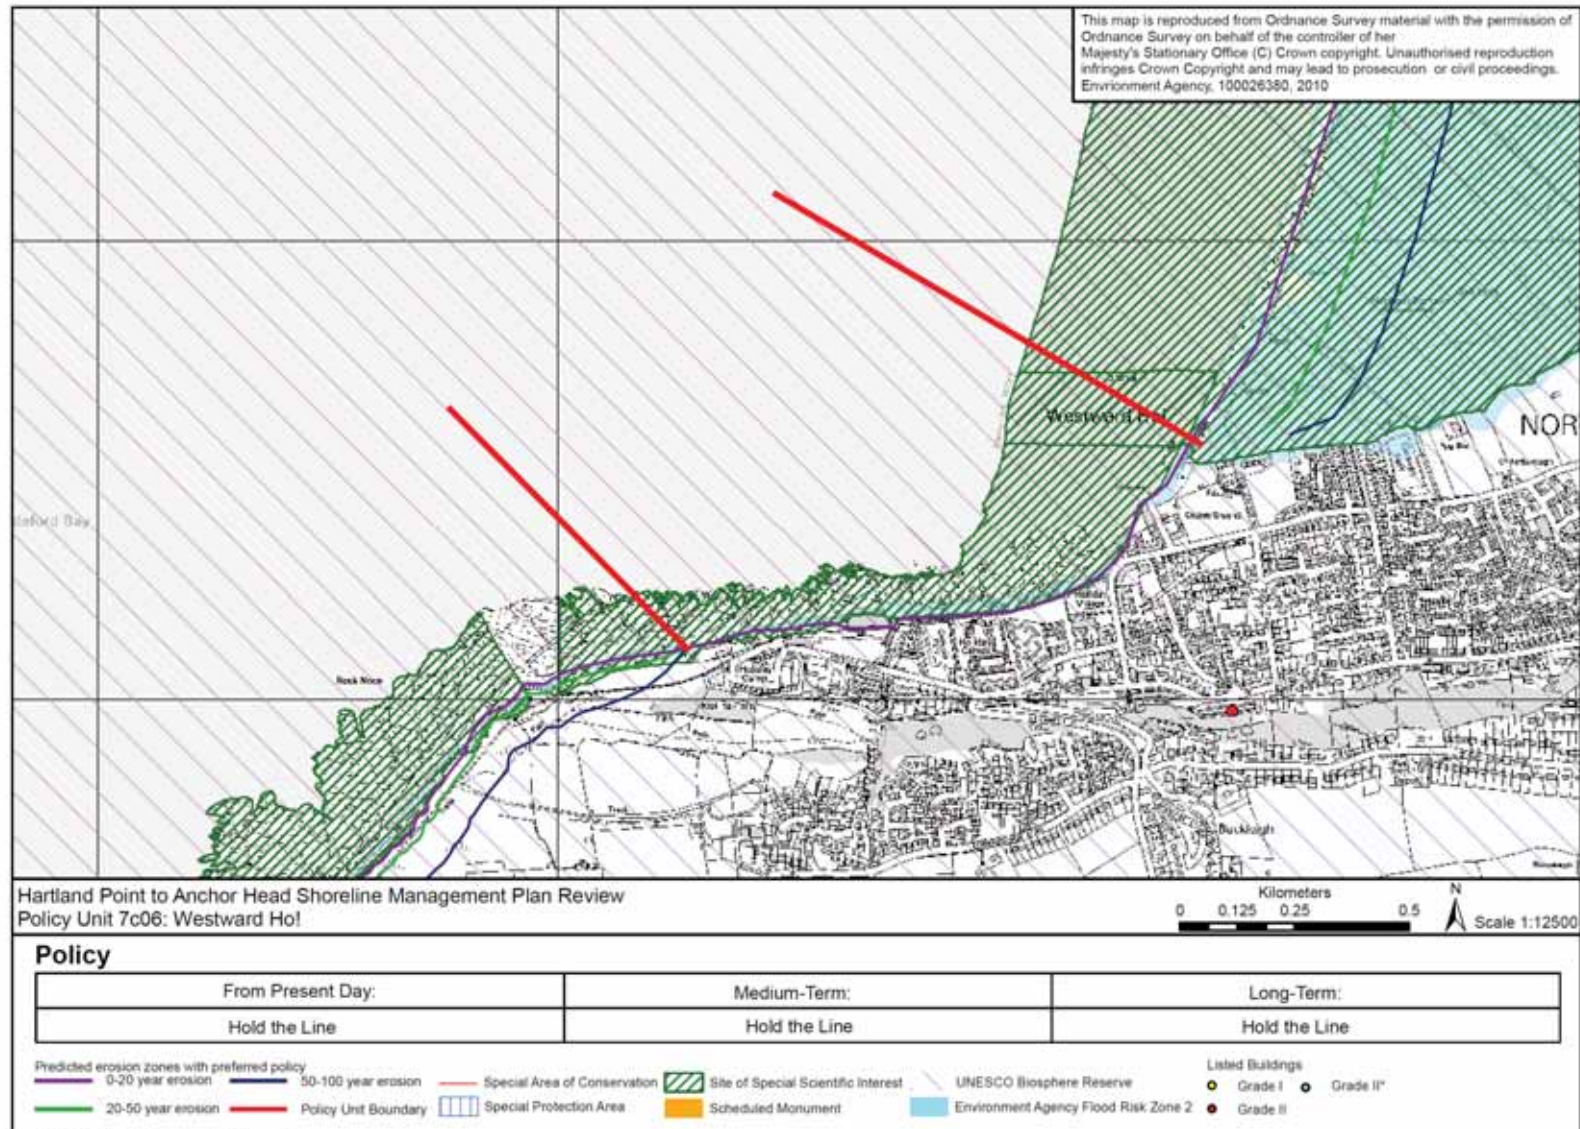 This map is reproduced from Ordnance Survey material with the permission of
Ordnance Survey on behalf of the controller of her
Majesty's Stationary Office (C) Crown copyright. Unauthorised reproduction
infringes Crown Copyright and may lead to prosecution or civil proceedings.
Envrionment Agency, 100026380, 2010
NOR
Bay
Rock Nose
Path
Track
Hartland Point to Anchor Head Shoreline Management Plan Review
Policy Unit 7c06: Westward Ho!
Kilometers
0 0.125 0.25 0.5
N
Scale 1:12500
Policy
From Present Day: Medium-Term: Long-Term:
Hold the Line Hold the Line Hold the Line
Predicted erosion zones with preferred policy
0-20 year erosion 50-100 year erosion Special Area of Conservation Site of Special Scientific Interest UNESCO Biosphere Reserve
20-50 year erosion Policy Unit Boundary Special Protection Area Scheduled Monument Environment Agency Flood Risk Zone 2
Listed Buildings
Grade I Grade II*
Grade II